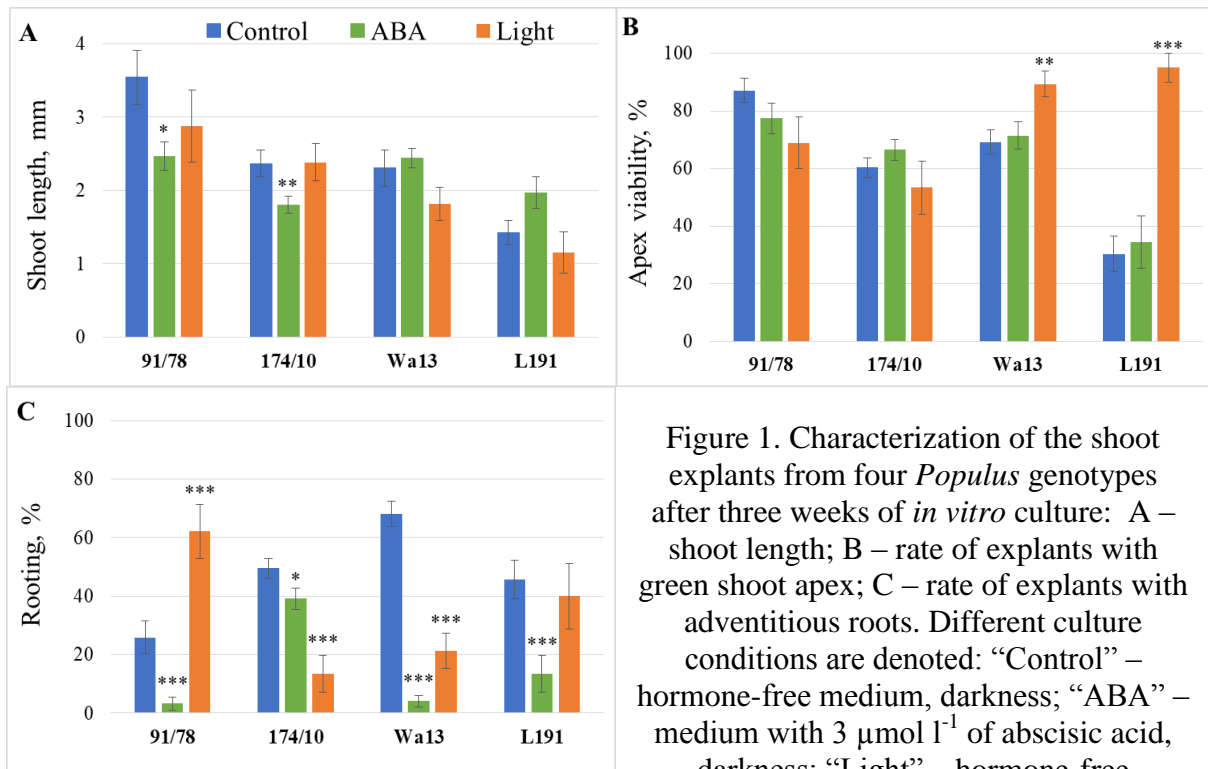 A
Control ABA Light
Shoot length, mm
4
3
2
1
0
*
**
91/78 174/10 Wa13 L191
B
Apex viability, %
100
80
60
40
20
0
**
***
91/78 174/10 Wa13 L191
C
Rooting, %
100
80
60
40
20
0
***
***
*
***
***
***
***
91/78 174/10 Wa13 L191
Figure 1. Characterization of the shoot
explants from four Populus genotypes
after three weeks of in vitro culture: A –
shoot length; B – rate of explants with
green shoot apex; C – rate of explants with
adventitious roots. Different culture
conditions are denoted: “Control” –
hormone-free medium, darkness; “ABA” –
medium with 3 µmol l⁻¹ of abscisic acid,
darkness; “Light” – hormone-free